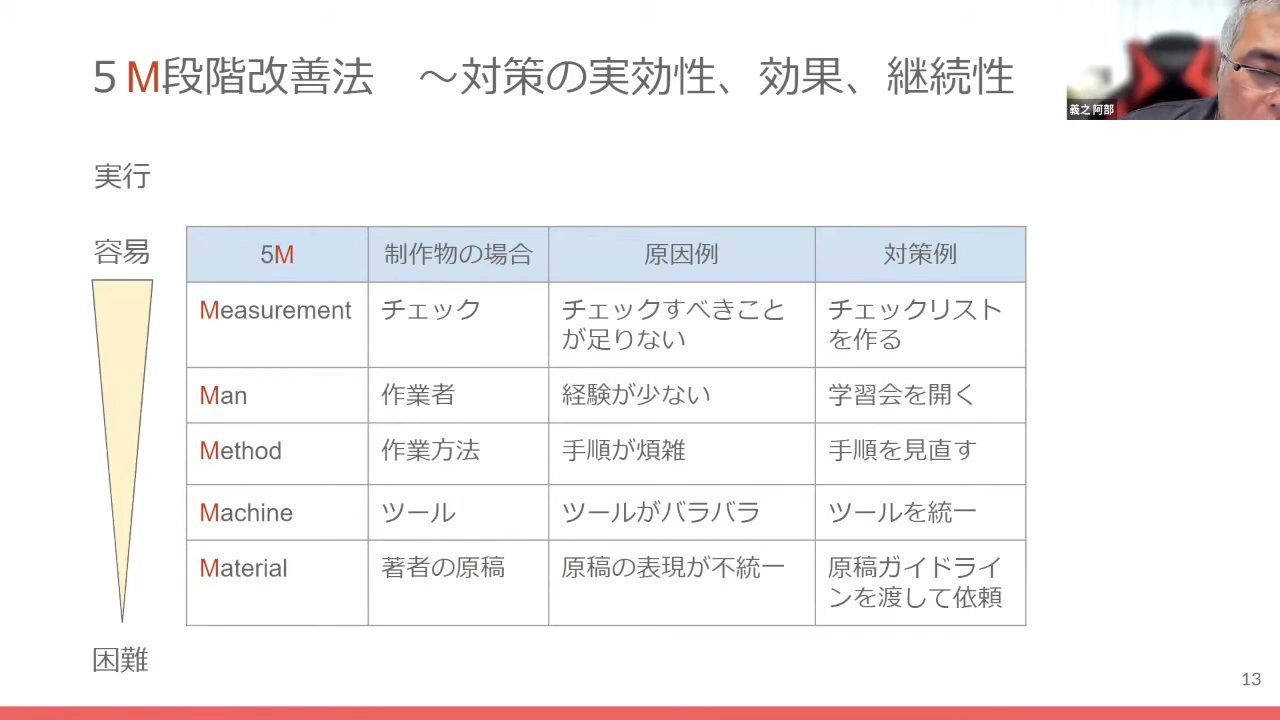 5M段階改善法　～対策の実効性、効果、継続性
義之 阿部
実行
容易
5M 制作物の場合 原因例 対策例
Measurement チェック チェックすべきこと チェックリスト
が足りない を作る
Man 作業者 経験が少ない 学習会を開く
Method 作業方法 手順が煩雑 手順を見直す
Machine ツール ツールがバラバラ ツールを統一
Material 著者の原稿 原稿の表現が不統一 原稿ガイドライ
ンを渡して依頼
困難
13